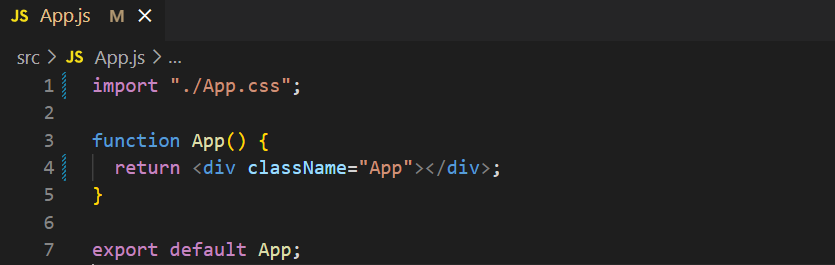 JS App.js M ×
src > JS App.js > ...
1 import "./App.css";
2
3 function App() {
4 return <div className="App"></div>;
5 }
6
7 export default App;